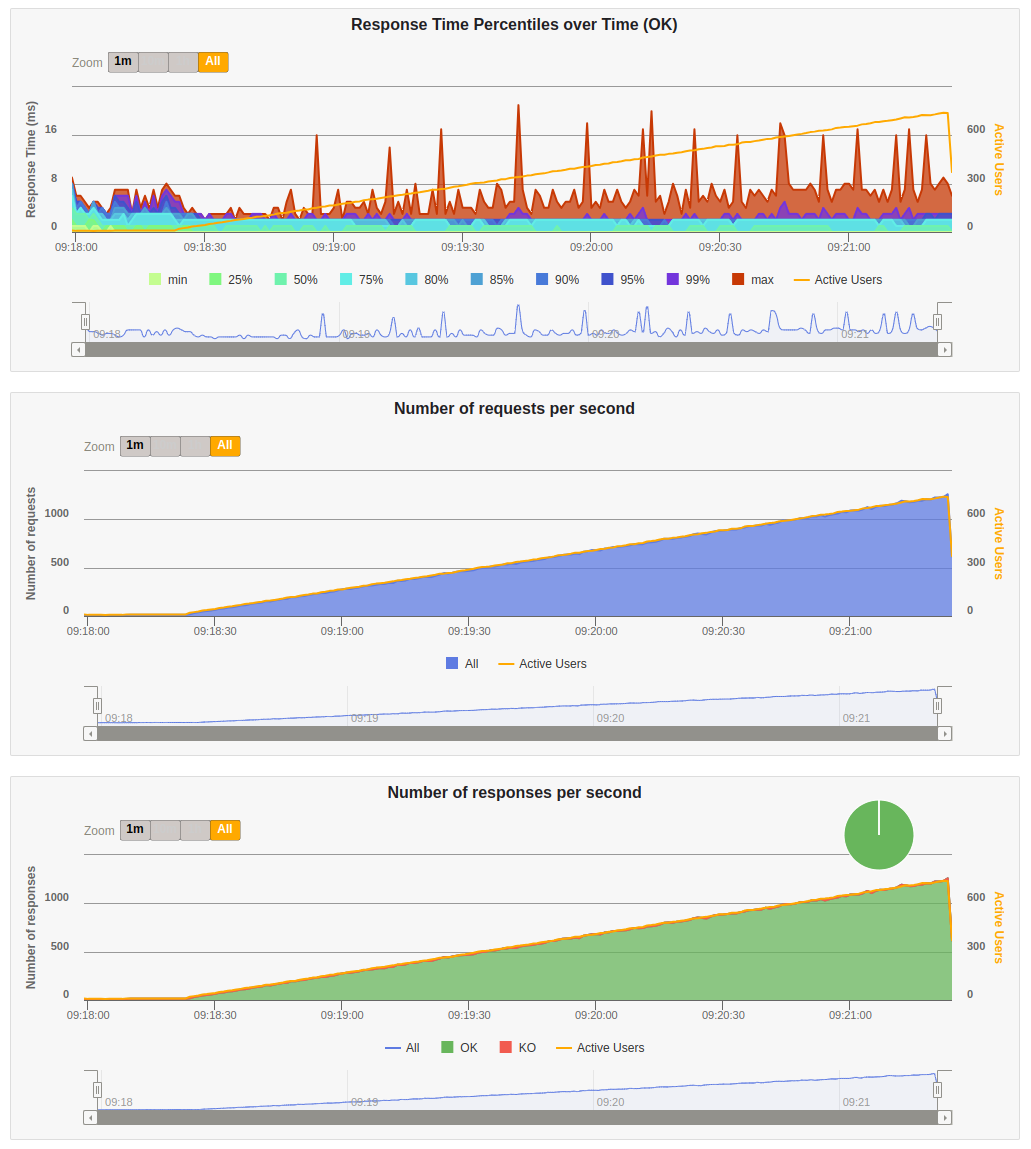 Response Time Percentiles over Time (OK)
Zoom 1m All
Response Time (ms)
16
8
0
600
300
0
Active Users
09:18:00 09:18:30 09:19:00 09:19:30 09:20:00 09:20:30 09:21:00
min 25% 50% 75% 80% 85% 90% 95% 99% max Active Users
09:18 09:18 09:20 09:21
Number of requests per second
Zoom 1m All
Number of requests
1000
500
0
600
300
0
Active Users
09:18:00 09:18:30 09:19:00 09:19:30 09:20:00 09:20:30 09:21:00
All Active Users
09:18 09:19 09:20 09:21
Number of responses per second
Zoom 1m All
Number of responses
1000
500
0
600
300
0
Active Users
09:18:00 09:18:30 09:19:00 09:19:30 09:20:00 09:20:30 09:21:00
All OK KO Active Users
09:18 09:19 09:20 09:21